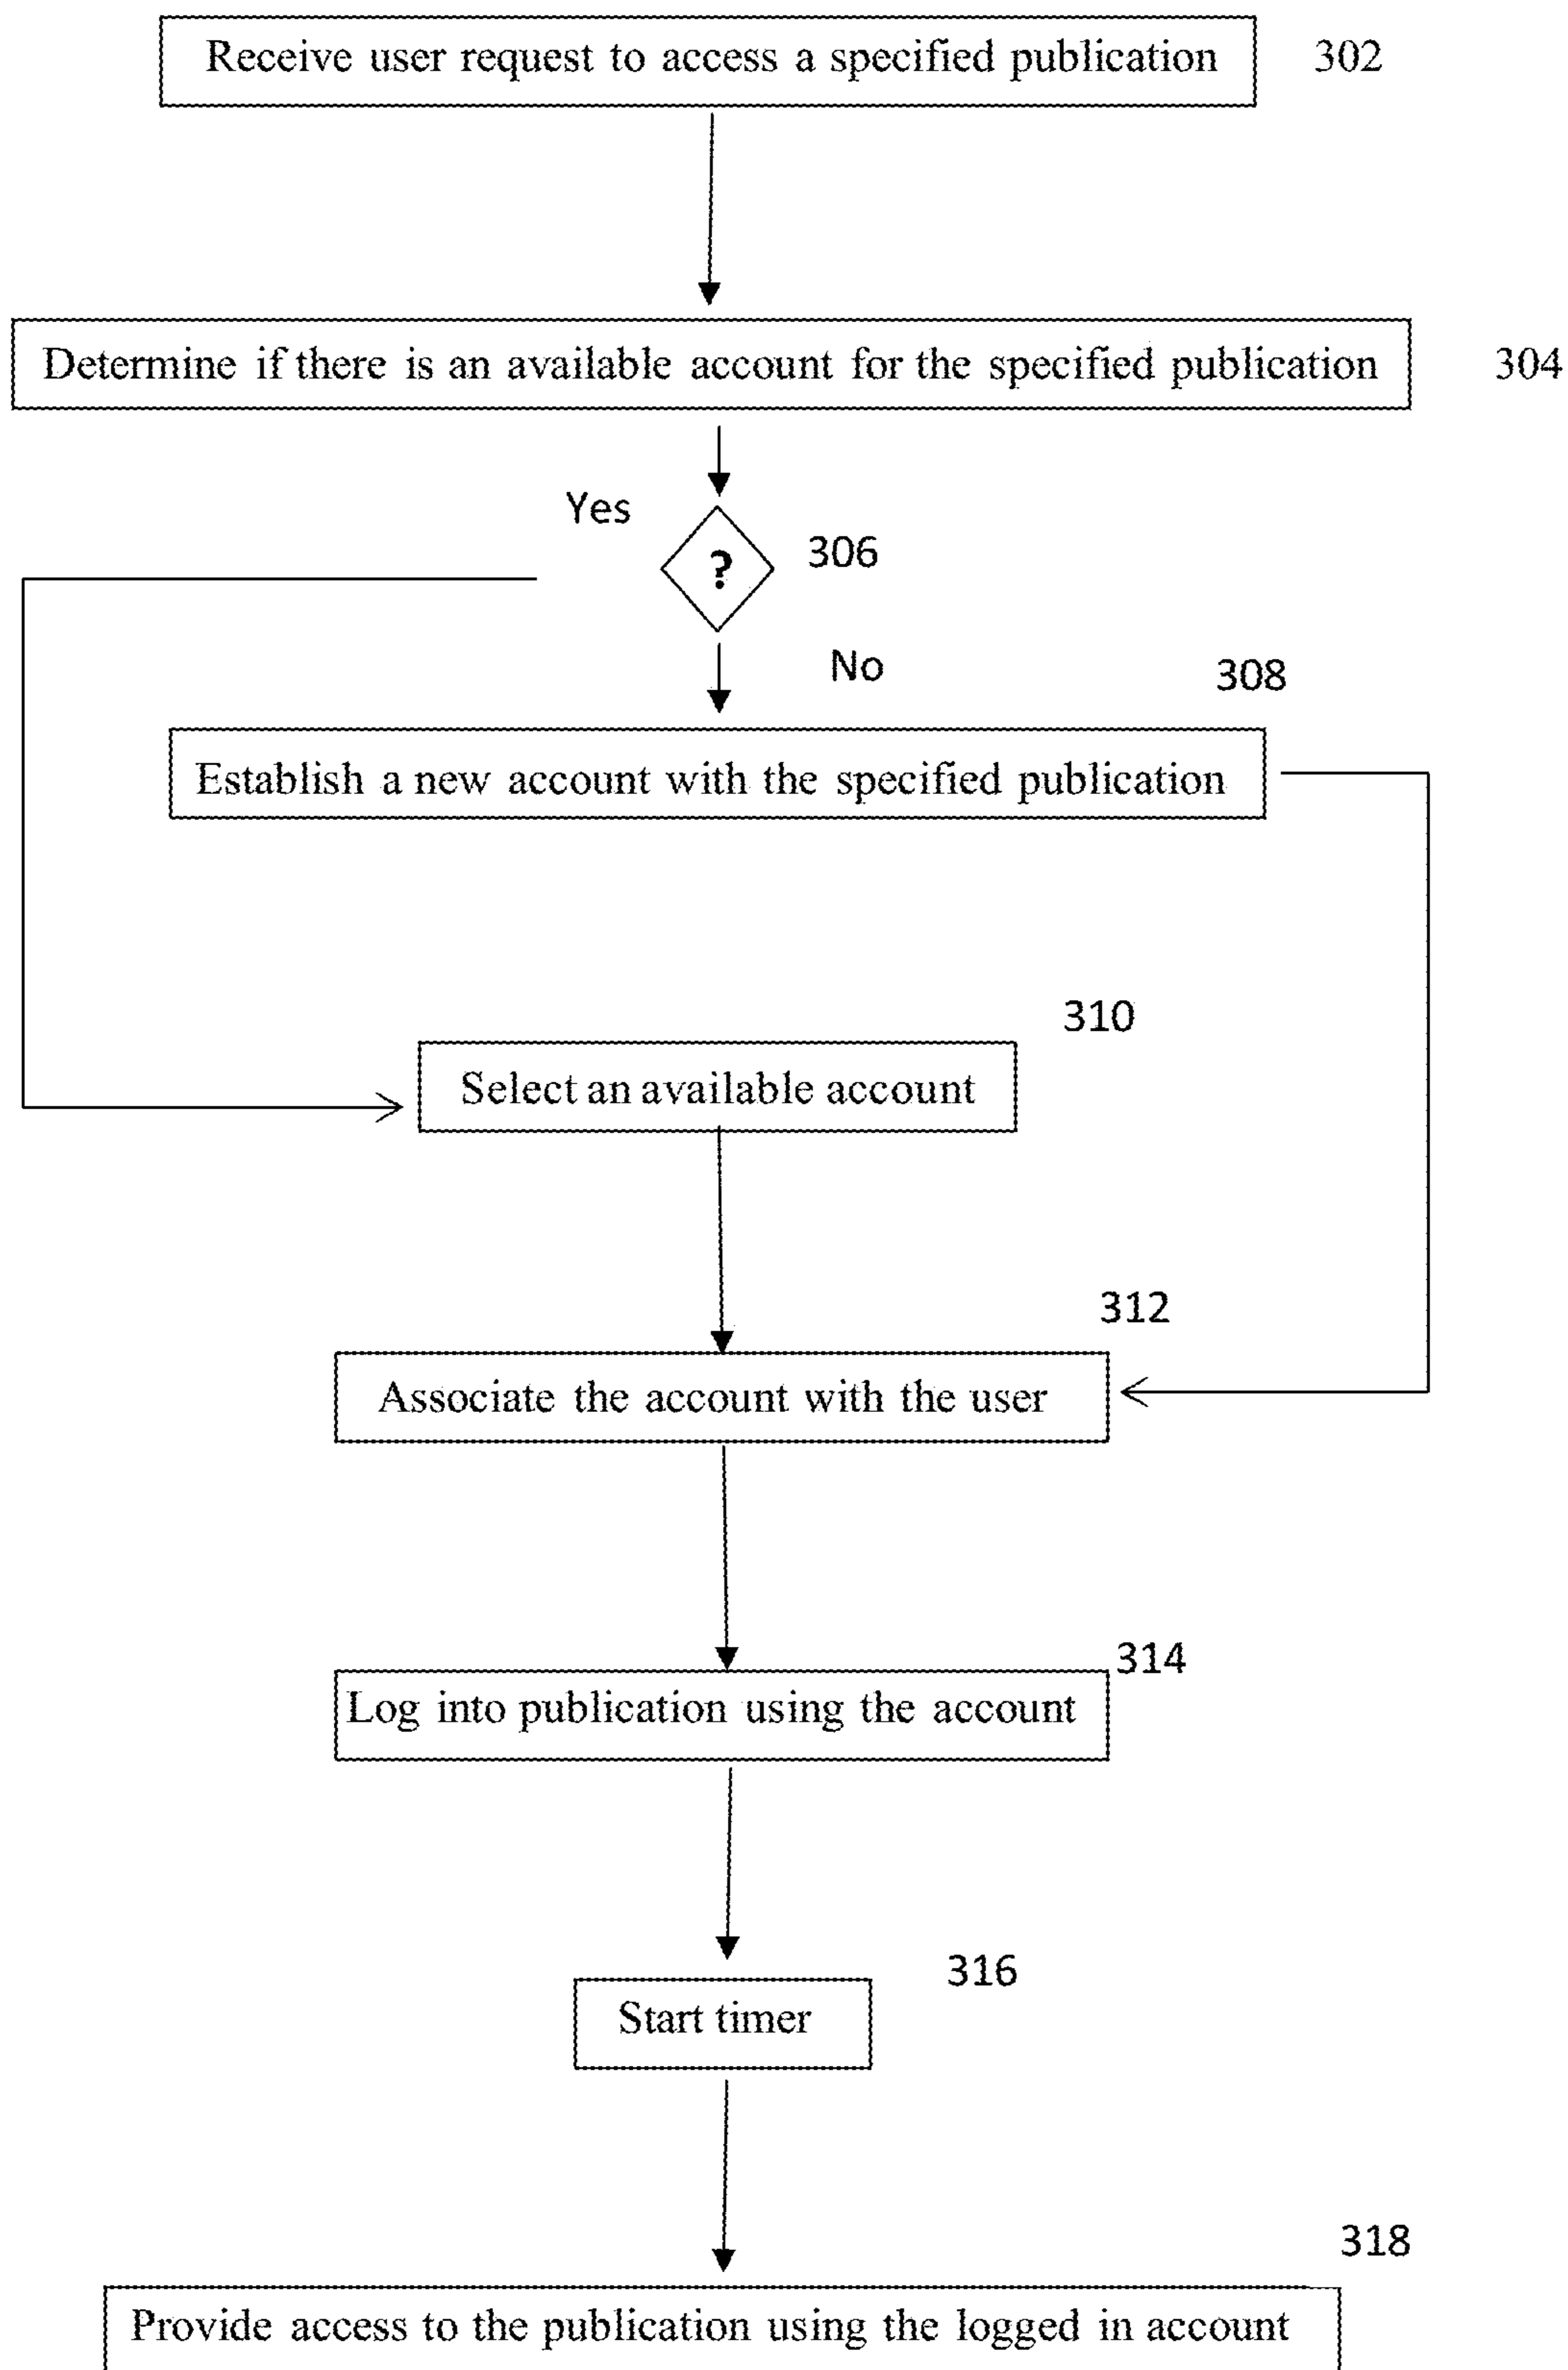 Receive user request to access a specified publication 302
Determine if there is an available account for the specified publication 304
Yes
? 306
No
308
Establish a new account with the specified publication
310
Select an available account
312
Associate the account with the user
314
Log into publication using the account
316
Start timer
318
Provide access to the publication using the logged in account